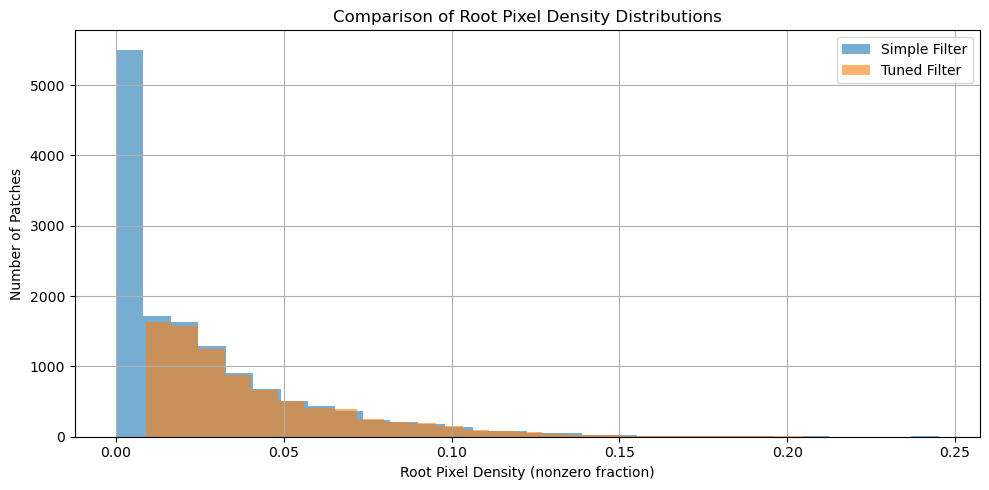 Comparison of Root Pixel Density Distributions
Simple Filter
Tuned Filter
Number of Patches
5000
4000
3000
2000
1000
0
0.00 0.05 0.10 0.15 0.20 0.25
Root Pixel Density (nonzero fraction)